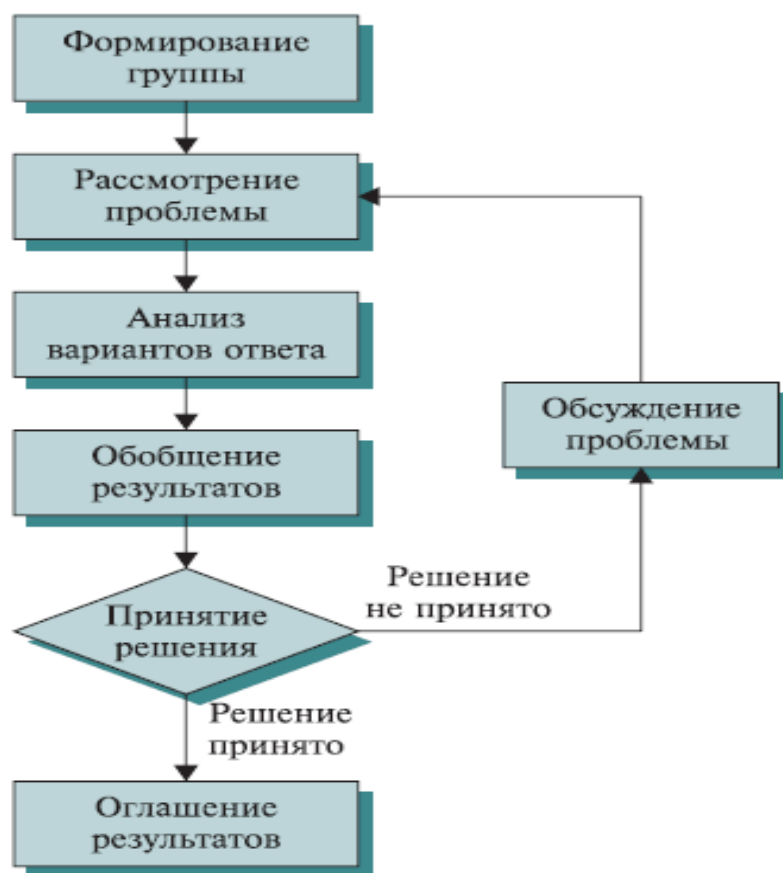 Формирование
группы
Рассмотрение
проблемы
Анализ
вариантов ответа
Обобщение
результатов
Обсуждение
проблемы
Принятие
решения
Решение
не принято
Решение
принято
Оглашение
результатов